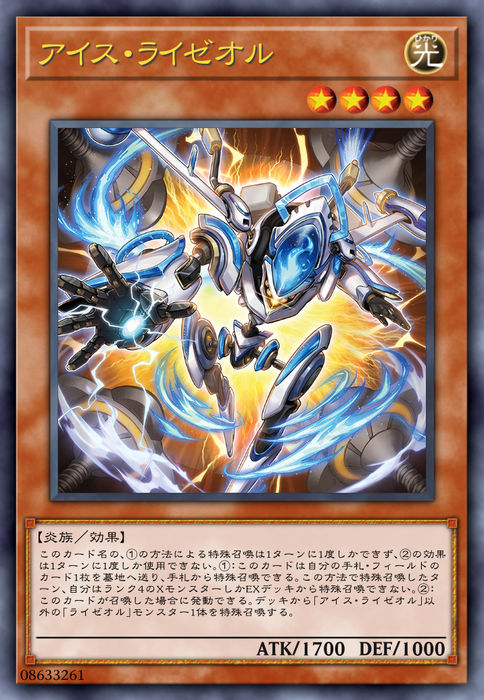 アイス・ライゼオル
ひかり
光
【炎族／効果】
このカード名の、①の方法による特殊召喚は1ターンに1度しかできず、②の効果
は1ターンに1度しか使用できない。①：このカードは自分の手札・フィールドの
カード1枚を墓地へ送り、手札から特殊召喚できる。この方法で特殊召喚したタ
ーン、自分はランク4のXモンスターしかEXデッキから特殊召喚できない。②：
このカードが召喚した場合に発動できる。デッキから「アイス・ライゼオル」以
外の「ライゼオル」モンスター1体を特殊召喚する。
ATK/1700 DEF/1000
08633261